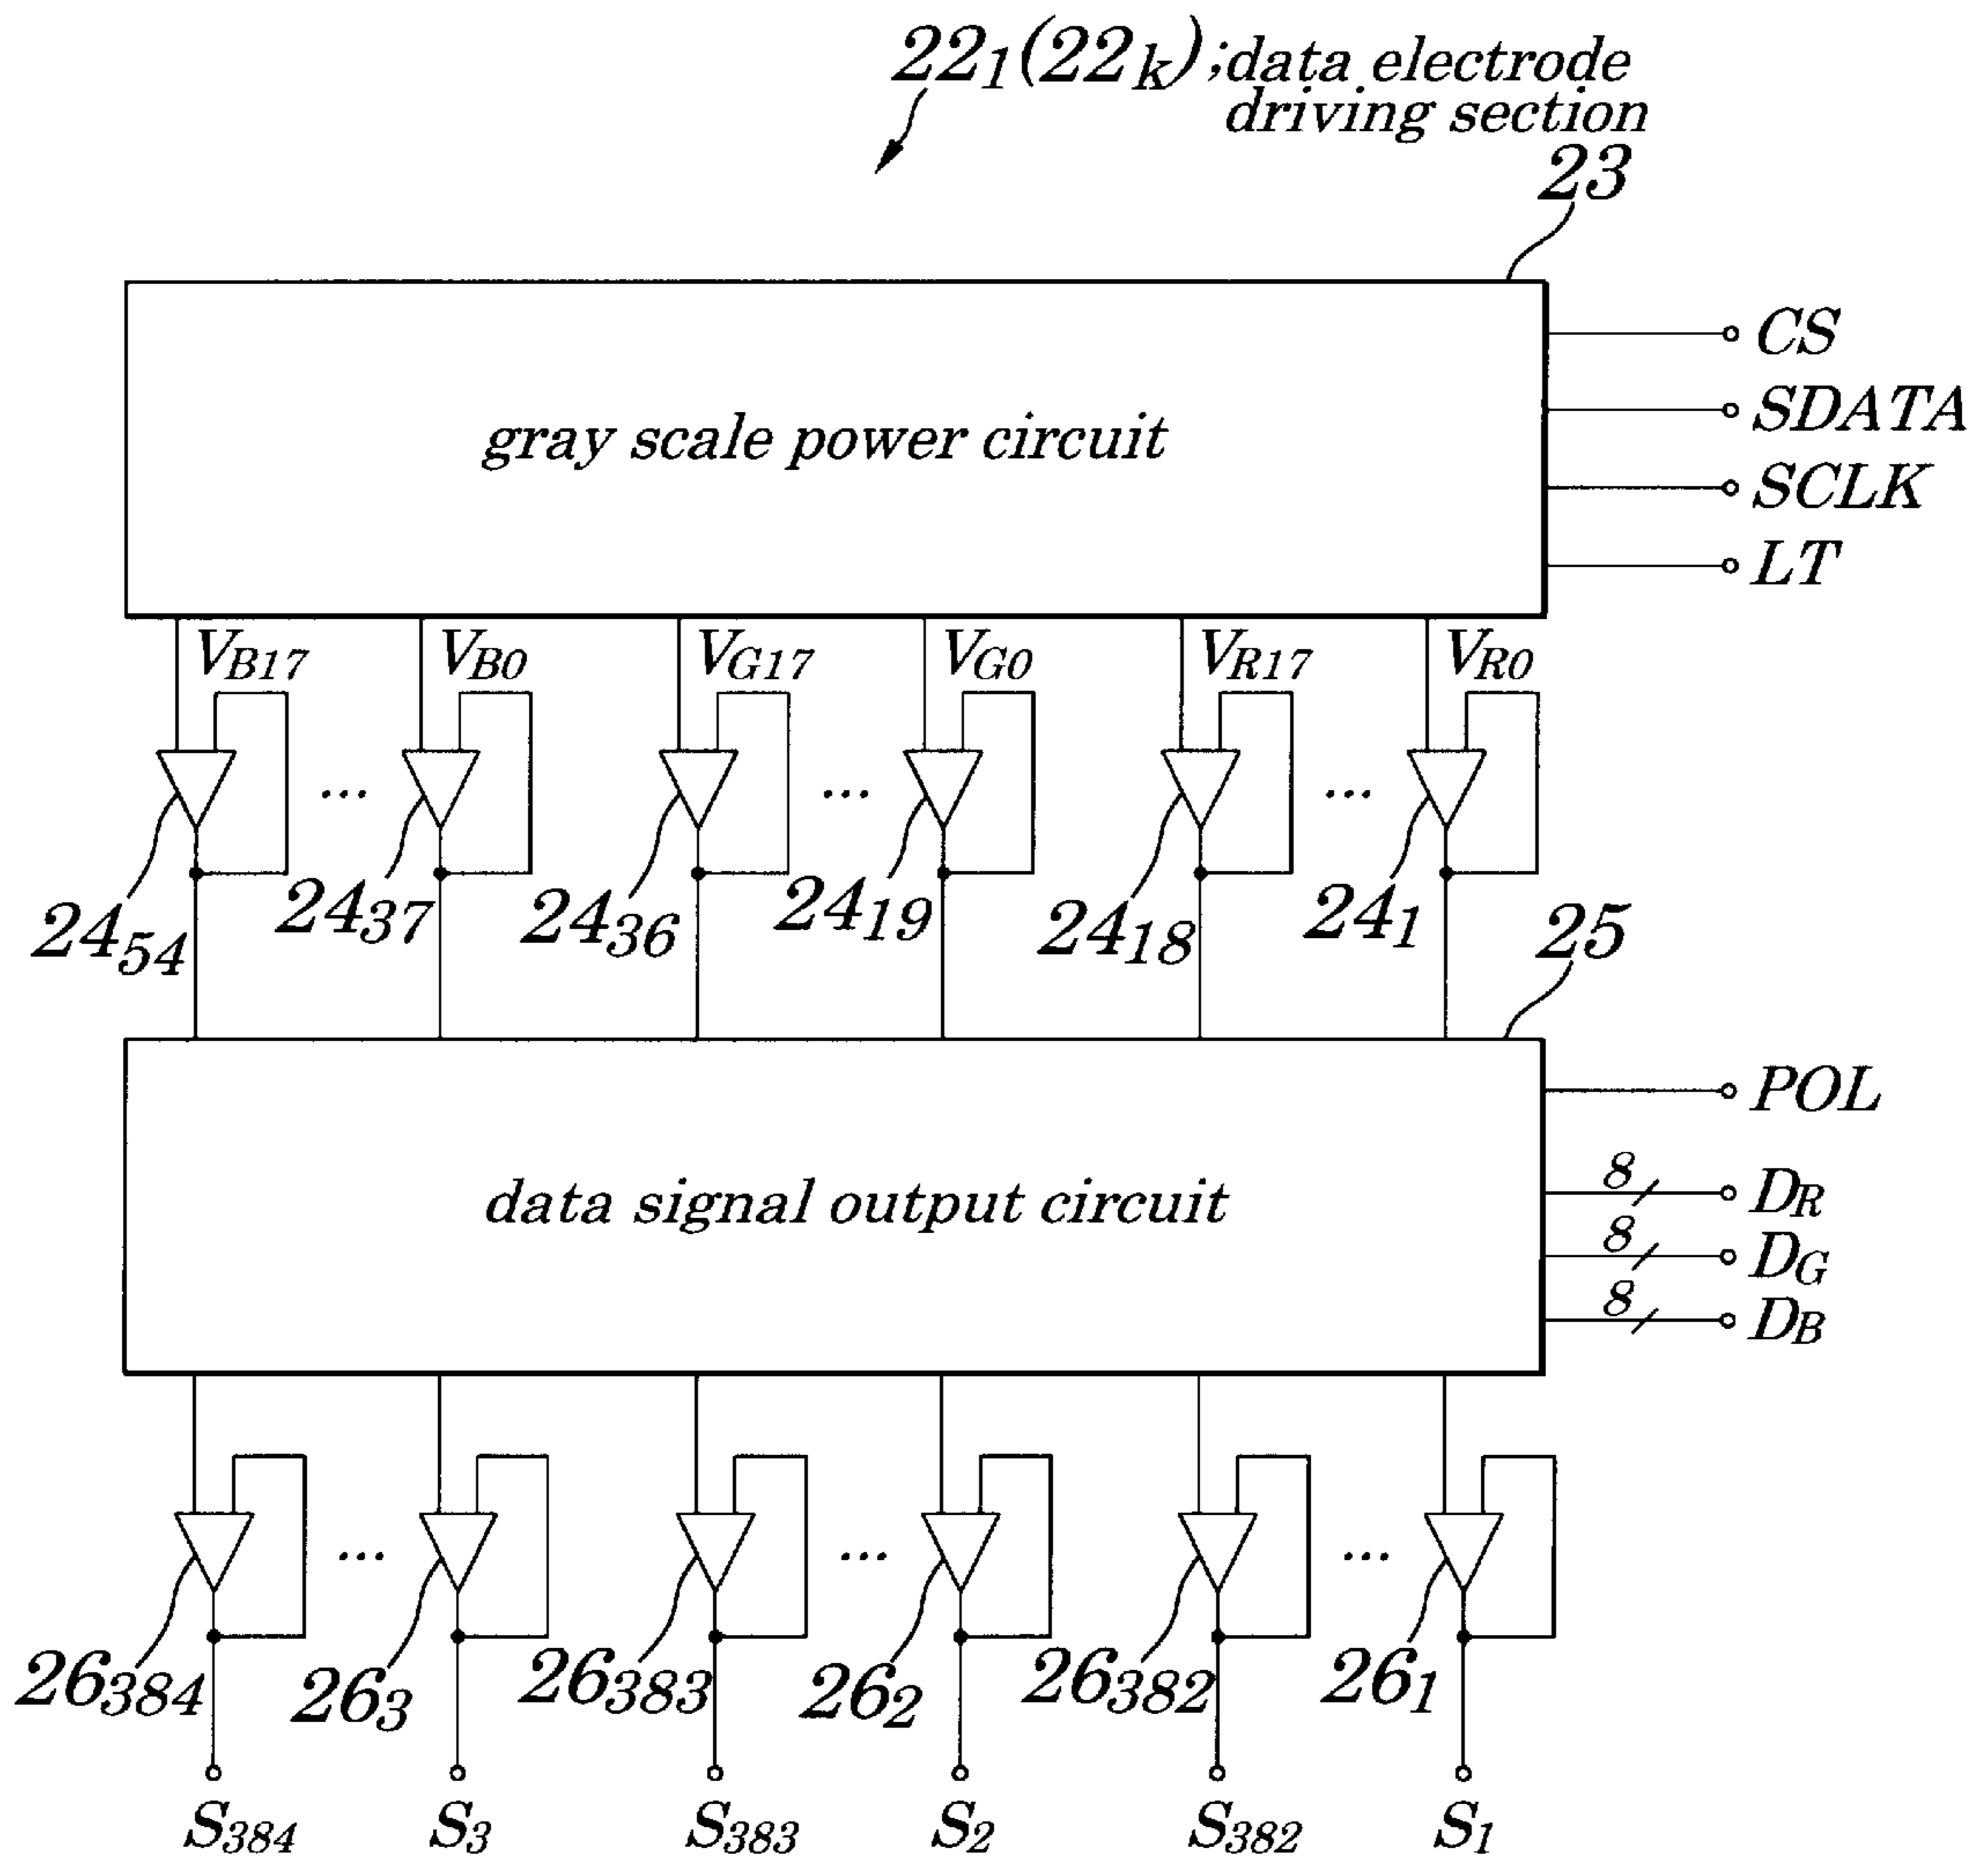 221(22k);data electrode
driving section
23
CS
SDATA
gray scale power circuit
SCLK
LT
VB17 VB0 VG17 VG0 VR17 VR0
... ... ...
2454 2437 2436 2419 2418 241
25
POL
8 DR
data signal output circuit
8 DG
8 DB
... ... ...
26384 263 26383 262 26382 261
S384 S3 S383 S2 S382 S1